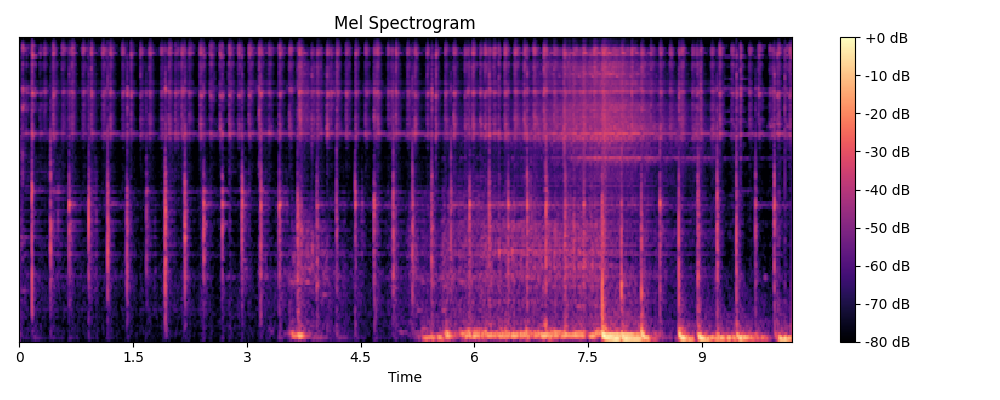 Mel Spectrogram
+0 dB
-10 dB
-20 dB
-30 dB
-40 dB
-50 dB
-60 dB
-70 dB
-80 dB
0 1.5 3 4.5 6 7.5 9
Time